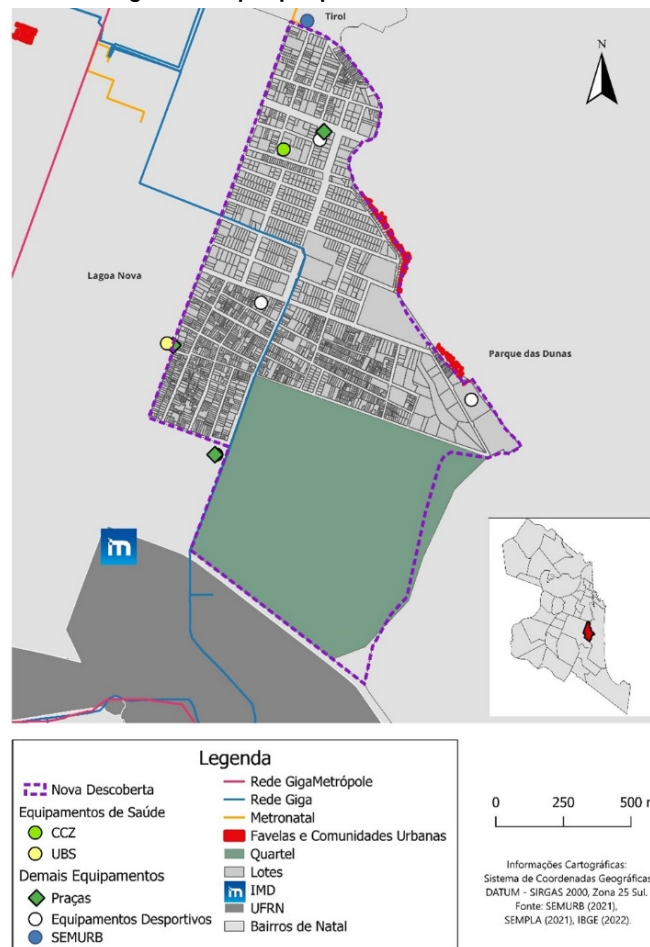 Tirol
N
Lagoa Nova
Parque das Dunas
Legenda
Nova Descoberta
Equipamentos de Saúde
CCZ
UBS
Demais Equipamentos
Praças
Equipamentos Desportivos
SEMURB
Rede GigaMetrópole
Rede Giga
Metronatal
Favelas e Comunidades Urbanas
Quartel
Lotes
IMD
UFRN
Bairros de Natal
0 250 500 m
Informações Cartográficas:
Sistema de Coordenadas Geográficas
DATUM - SIRGAS 2000, Zona 25 Sul.
Fonte: SEMURB (2021),
SEMPLA (2021), IBGE (2022).